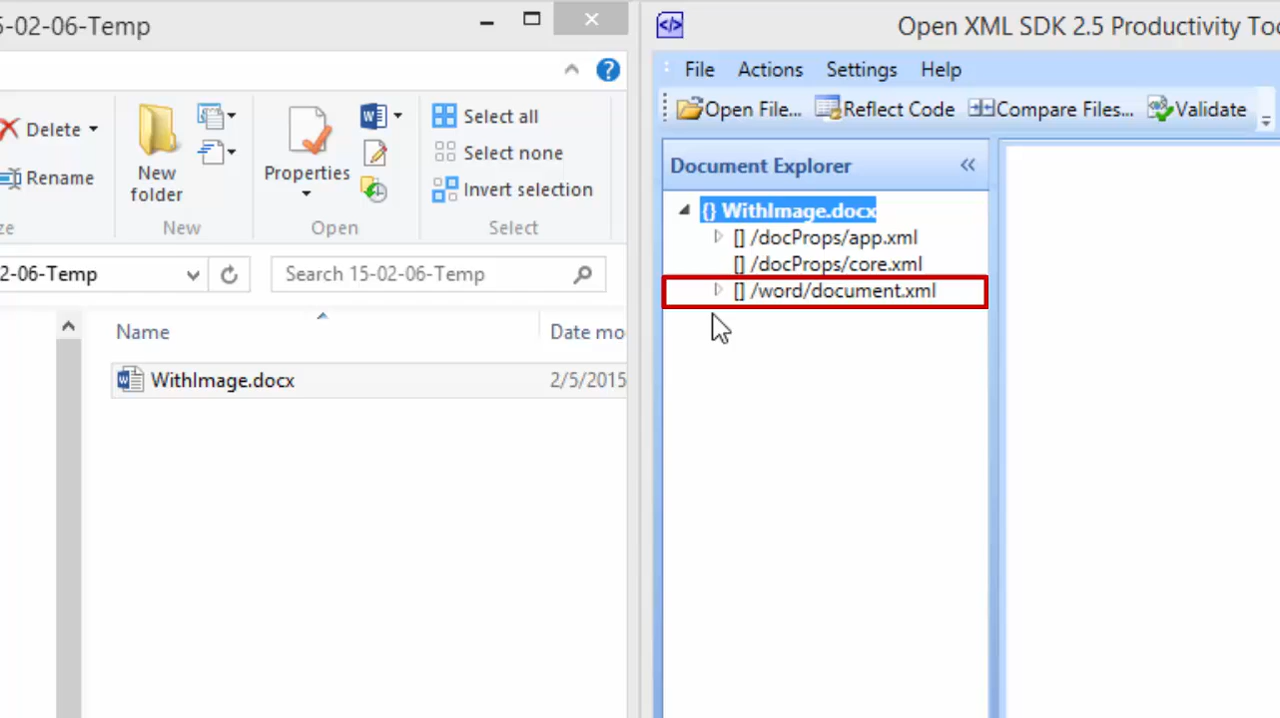 5-02-06-Temp
Delete
Rename
ze
New
folder
New
Properties
Open
Select all
Select none
Invert selection
Select
2-06-Temp
Search 15-02-06-Temp
Name
Date mo
WithImage.docx
2/5/2015
Open XML SDK 2.5 Productivity Too
File Actions Settings Help
Open File... Reflect Code Compare Files... Validate
Document Explorer
{} WithImage.docx
[] /docProps/app.xml
[] /docProps/core.xml
[] /word/document.xml